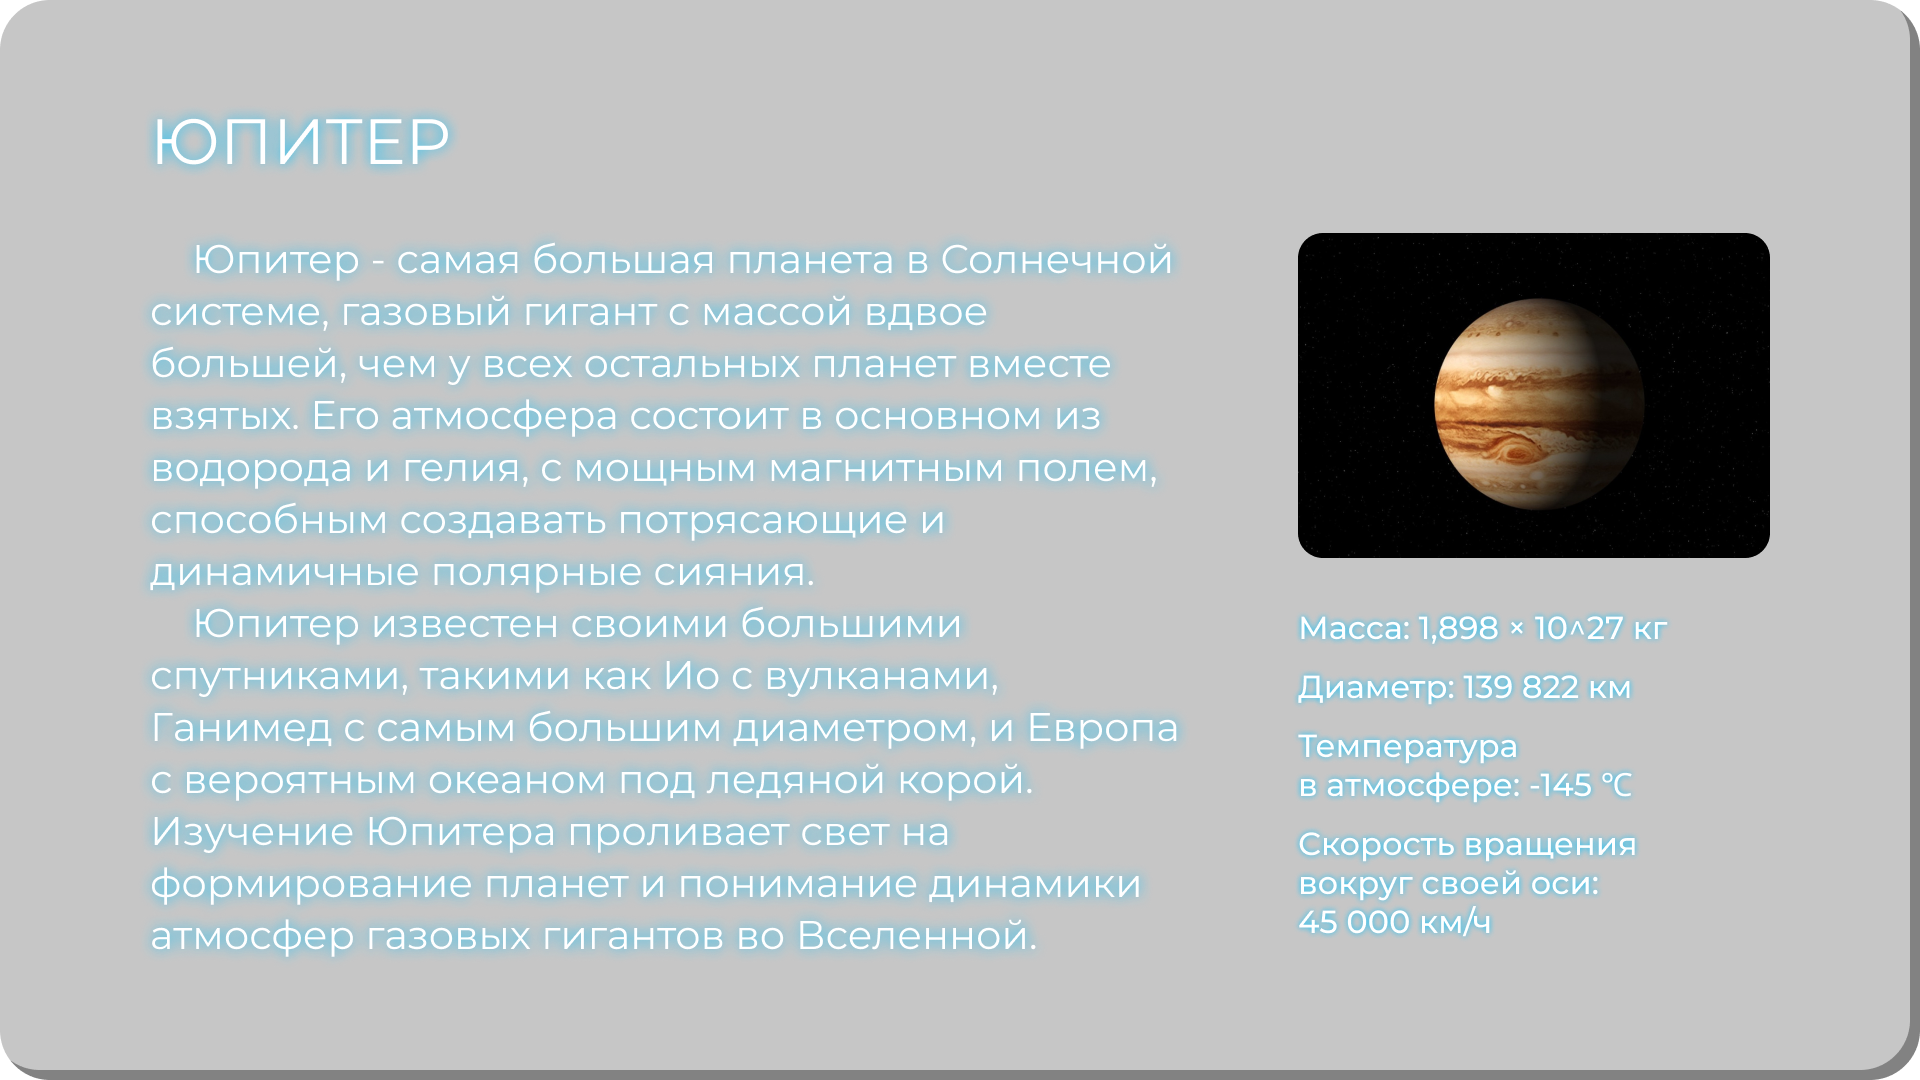 ЮПИТЕР
Юпитер - самая большая планета в Солнечной
системе, газовый гигант с массой вдвое
большей, чем у всех остальных планет вместе
взятых. Его атмосфера состоит в основном из
водорода и гелия, с мощным магнитным полем,
способным создавать потрясающие и
динамичные полярные сияния.
Юпитер известен своими большими
спутниками, такими как Ио с вулканами,
Ганимед с самым большим диаметром, и Европа
с вероятным океаном под ледяной корой.
Изучение Юпитера проливает свет на
формирование планет и понимание динамики
атмосфер газовых гигантов во Вселенной.
Масса: 1,898 × 10^27 кг
Диаметр: 139 822 км
Температура
в атмосфере: -145 ℃
Скорость вращения
вокруг своей оси:
45 000 км/ч